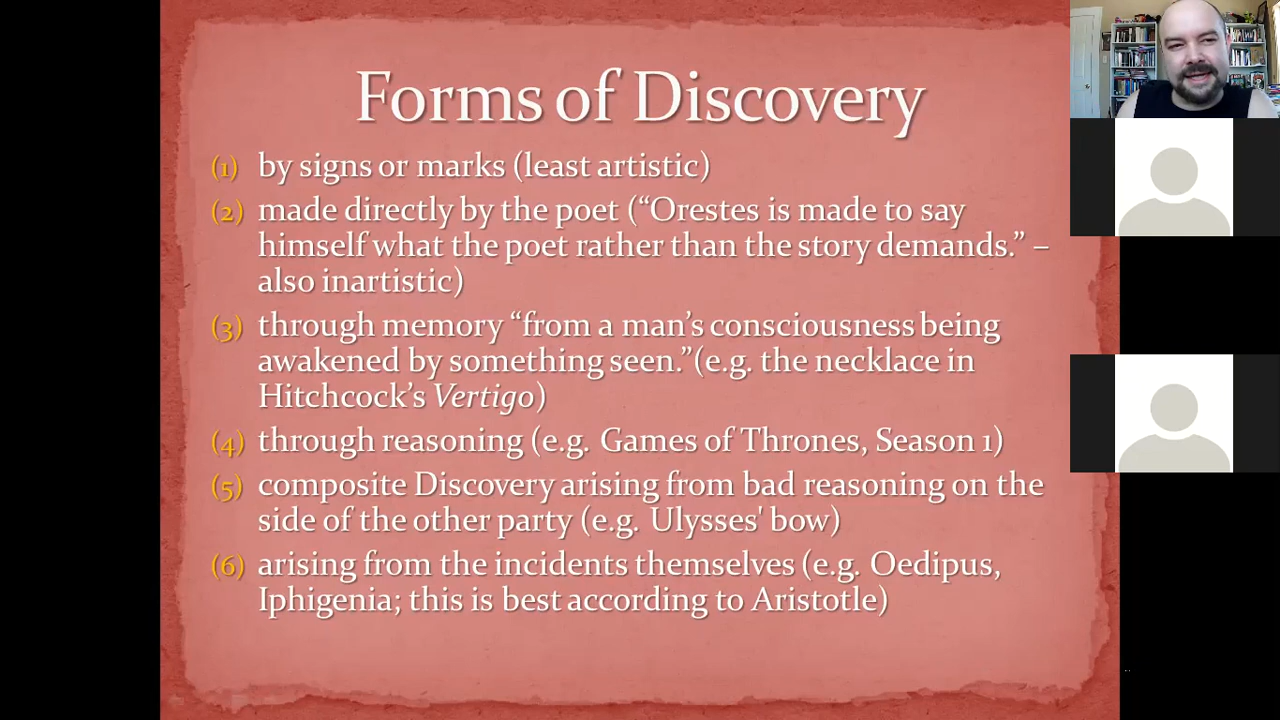 Forms of Discovery
(1) by signs or marks (least artistic)
(2) made directly by the poet (“Orestes is made to say
himself what the poet rather than the story demands.” –
also inartistic)
(3) through memory “from a man’s consciousness being
awakened by something seen.”(e.g. the necklace in
Hitchcock’s Vertigo)
(4) through reasoning (e.g. Games of Thrones, Season 1)
(5) composite Discovery arising from bad reasoning on the
side of the other party (e.g. Ulysses' bow)
(6) arising from the incidents themselves (e.g. Oedipus,
Iphigenia; this is best according to Aristotle)